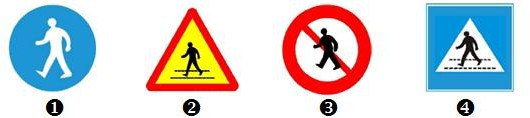 ❶ ❷ ❸ ❹